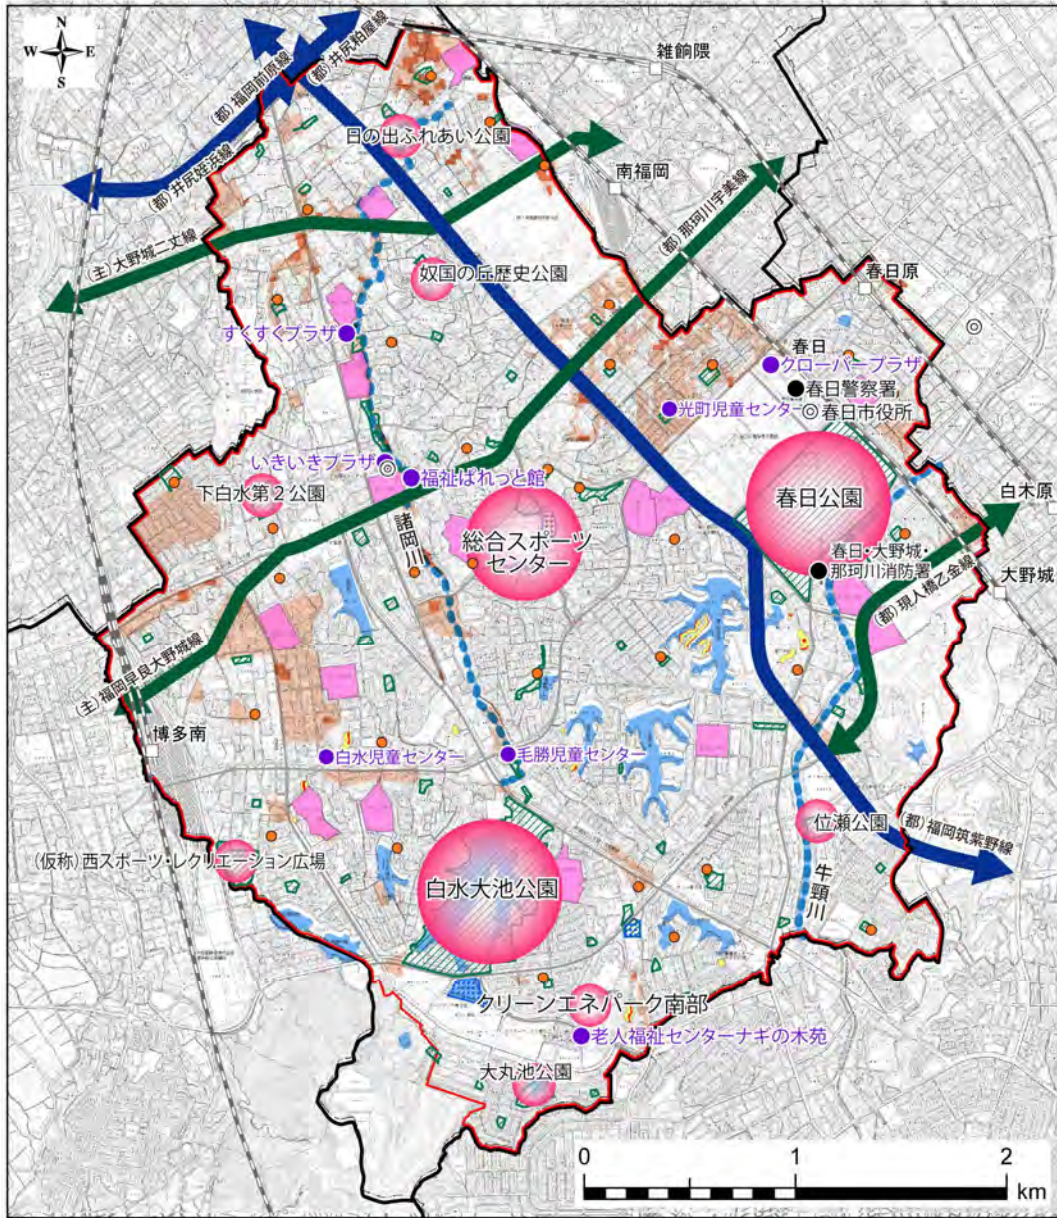 N
W E
S
(都)福岡前原線
(都)井尻粕屋線
雑餉隈
日の出ふれあい公園
南福岡
(都)井尻姪浜線
(都)那珂川宇美線
(主)大野城二丈線
奴国の丘歴史公園
春日原
すくすくプラザ
春日
クローバープラザ
春日警察署
光町児童センター
春日市役所
いきいきプラザ
福祉ぱれっと館
下白水第2公園
春日公園
白木原
諸岡川
総合スポーツ
センター
春日・大野城・
那珂川消防署
大野城
(都)現人橋乙金線
(主)福岡早良大野城線
博多南
白水児童センター
毛勝児童センター
位瀬公園
(都)福岡筑紫野線
(仮称)西スポーツ・レクリエーション広場
白水大池公園
牛頸川
クリーンエネパーク南部
老人福祉センターナギの木苑
大丸池公園
0 1 2
km